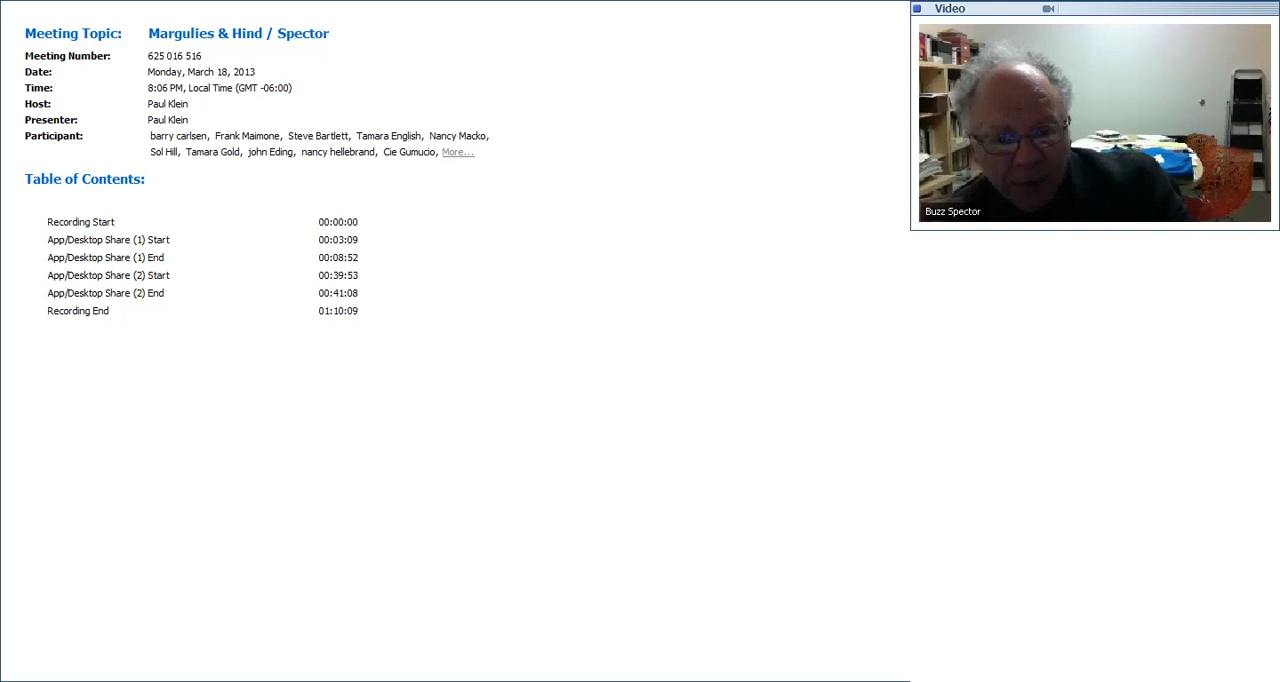 Meeting Topic: Margulies & Hind / Spector
Meeting Number: 625 016 516
Date: Monday, March 18, 2013
Time: 8:06 PM, Local Time (GMT -06:00)
Host: Paul Klein
Presenter: Paul Klein
Participant: barry carlsen, Frank Maimone, Steve Bartlett, Tamara English, Nancy Macko,
Sol Hill, Tamara Gold, john Eding, nancy hellebrand, Cie Gumucio, More...
Table of Contents:
Recording Start 00:00:00
App/Desktop Share (1) Start 00:03:09
App/Desktop Share (1) End 00:08:52
App/Desktop Share (2) Start 00:39:53
App/Desktop Share (2) End 00:41:08
Recording End 01:10:09
Video
Buzz Spector